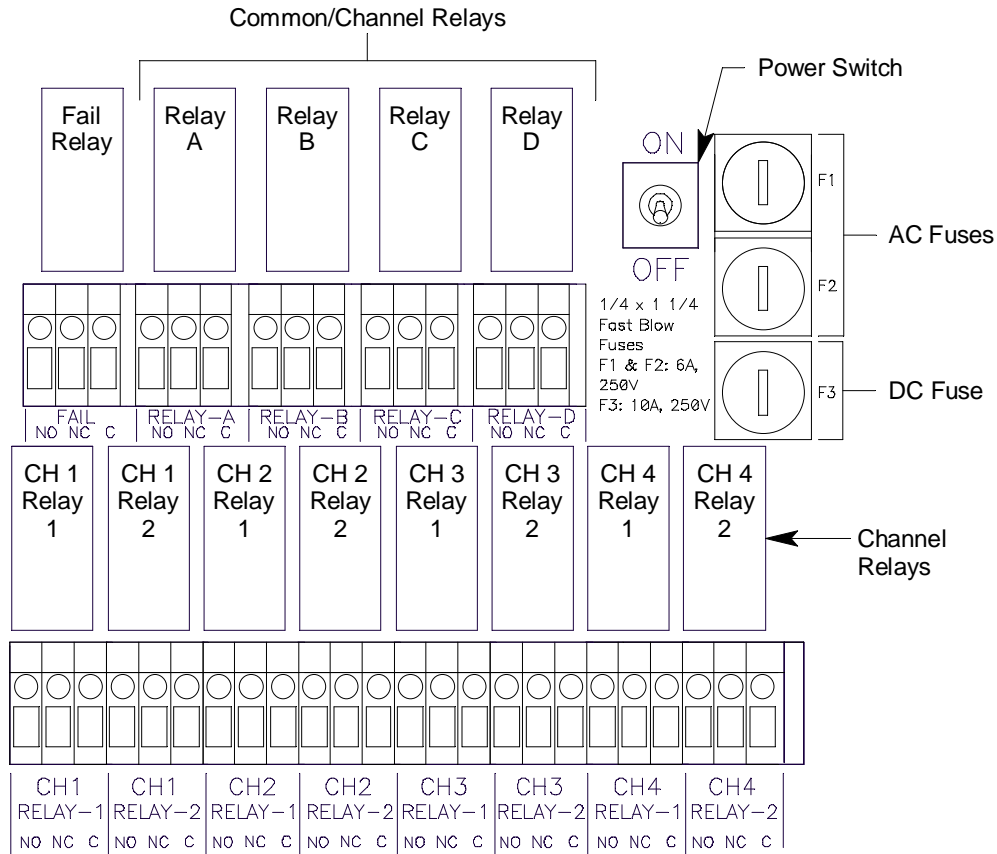 Common/Channel Relays
Power Switch
Fail
Relay
Relay
A
Relay
B
Relay
C
Relay
D
ON
OFF
F1
F2
AC Fuses
1/4 x 1 1/4
Fast Blow
Fuses
F1 & F2: 6A,
250V
F3: 10A, 250V
F3
DC Fuse
FAIL
NO NC C
RELAY-A
NO NC C
RELAY-B
NO NC C
RELAY-C
NO NC C
RELAY-D
NO NC C
CH 1
Relay
1
CH 1
Relay
2
CH 2
Relay
1
CH 2
Relay
2
CH 3
Relay
1
CH 3
Relay
2
CH 4
Relay
1
CH 4
Relay
2
Channel
Relays
CH1
RELAY-1
NO NC C
CH1
RELAY-2
NO NC C
CH2
RELAY-1
NO NC C
CH2
RELAY-2
NO NC C
CH3
RELAY-1
NO NC C
CH3
RELAY-2
NO NC C
CH4
RELAY-1
NO NC C
CH4
RELAY-2
NO NC C